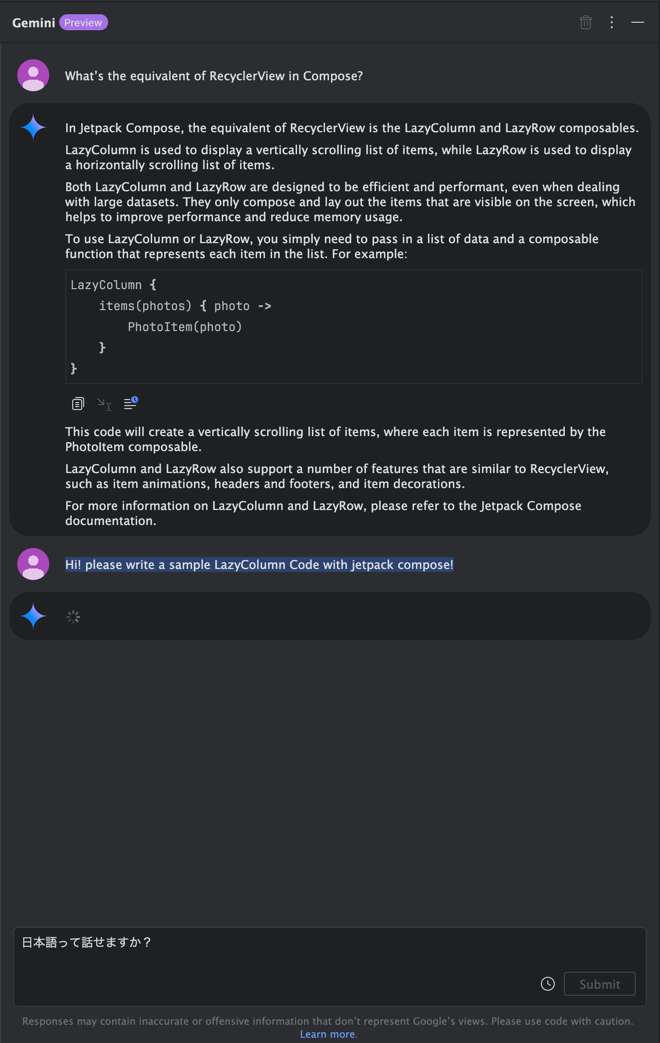 Gemini Preview
What's the equivalent of RecyclerView in Compose?
In Jetpack Compose, the equivalent of RecyclerView is the LazyColumn and LazyRow composables.
LazyColumn is used to display a vertically scrolling list of items, while LazyRow is used to display
a horizontally scrolling list of items.
Both LazyColumn and LazyRow are designed to be efficient and performant, even when dealing
with large datasets. They only compose and lay out the items that are visible on the screen, which
helps to improve performance and reduce memory usage.
To use LazyColumn or LazyRow, you simply need to pass in a list of data and a composable
function that represents each item in the list. For example:
LazyColumn {
    items(photos) { photo ->
        PhotoItem(photo)
    }
}
This code will create a vertically scrolling list of items, where each item is represented by the
PhotoItem composable.
LazyColumn and LazyRow also support a number of features that are similar to RecyclerView,
such as item animations, headers and footers, and item decorations.
For more information on LazyColumn and LazyRow, please refer to the Jetpack Compose
documentation.
Hi! please write a sample LazyColumn Code with jetpack compose!
日本語って話せますか？
Submit
Responses may contain inaccurate or offensive information that don't represent Google's views. Please use code with caution.
Learn more.